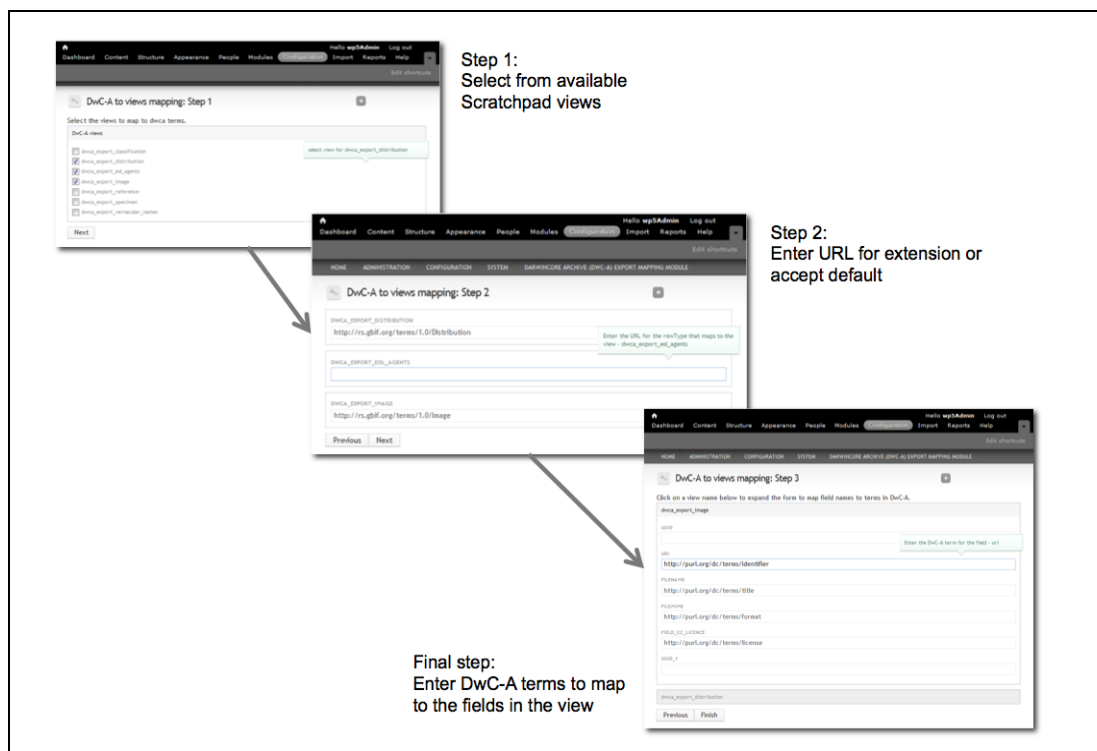 Hello wp5Admin Log out
Dashboard Content Structure Appearance People Modules Configuration Import Reports Help
Edit shortcuts
DwC-A to views mapping: Step 1
Select the views to map to dwca terms.
DwC-A views
dwca_export_classification
select view for dwca_export_distribution
dwca_export_distribution
dwca_export_eol_agents
dwca_export_image
dwca_export_reference
dwca_export_specimen
dwca_export_vernacular_names
Next
Step 1:
Select from available
Scratchpad views
Hello wp5Admin Log out
Dashboard Content Structure Appearance People Modules Configuration Import Reports Help
Edit shortcuts
HOME ADMINISTRATION CONFIGURATION SYSTEM DARWINCORE ARCHIVE (DWC-A) EXPORT MAPPING MODULE
DwC-A to views mapping: Step 2
DWCA_EXPORT_DISTRIBUTION
http://rs.gbif.org/terms/1.0/Distribution
Enter the URL for the rowType that maps to the
view - dwca_export_eol_agents
DWCA_EXPORT_EOL_AGENTS
DWCA_EXPORT_IMAGE
http://rs.gbif.org/terms/1.0/Image
Previous Next
Step 2:
Enter URL for extension or
accept default
Hello wp5Admin Log out
Dashboard Content Structure Appearance People Modules Configuration Import Reports Help
Edit shortcuts
HOME ADMINISTRATION CONFIGURATION SYSTEM DARWINCORE ARCHIVE (DWC-A) EXPORT MAPPING MODULE
DwC-A to views mapping: Step 3
Click on a view name below to expand the form to map field names to terms in DwC-A.
dwca_export_image
UUID
Enter the DwC-A term for the field - uri
URI
http://purl.org/dc/terms/identifier
FILENAME
http://purl.org/dc/terms/title
FILEMIME
http://purl.org/dc/terms/format
FIELD_CC_LICENCE
http://purl.org/dc/terms/license
UUID_1
dwca_export_distribution
Previous Finish
Final step:
Enter DwC-A terms to map
to the fields in the view